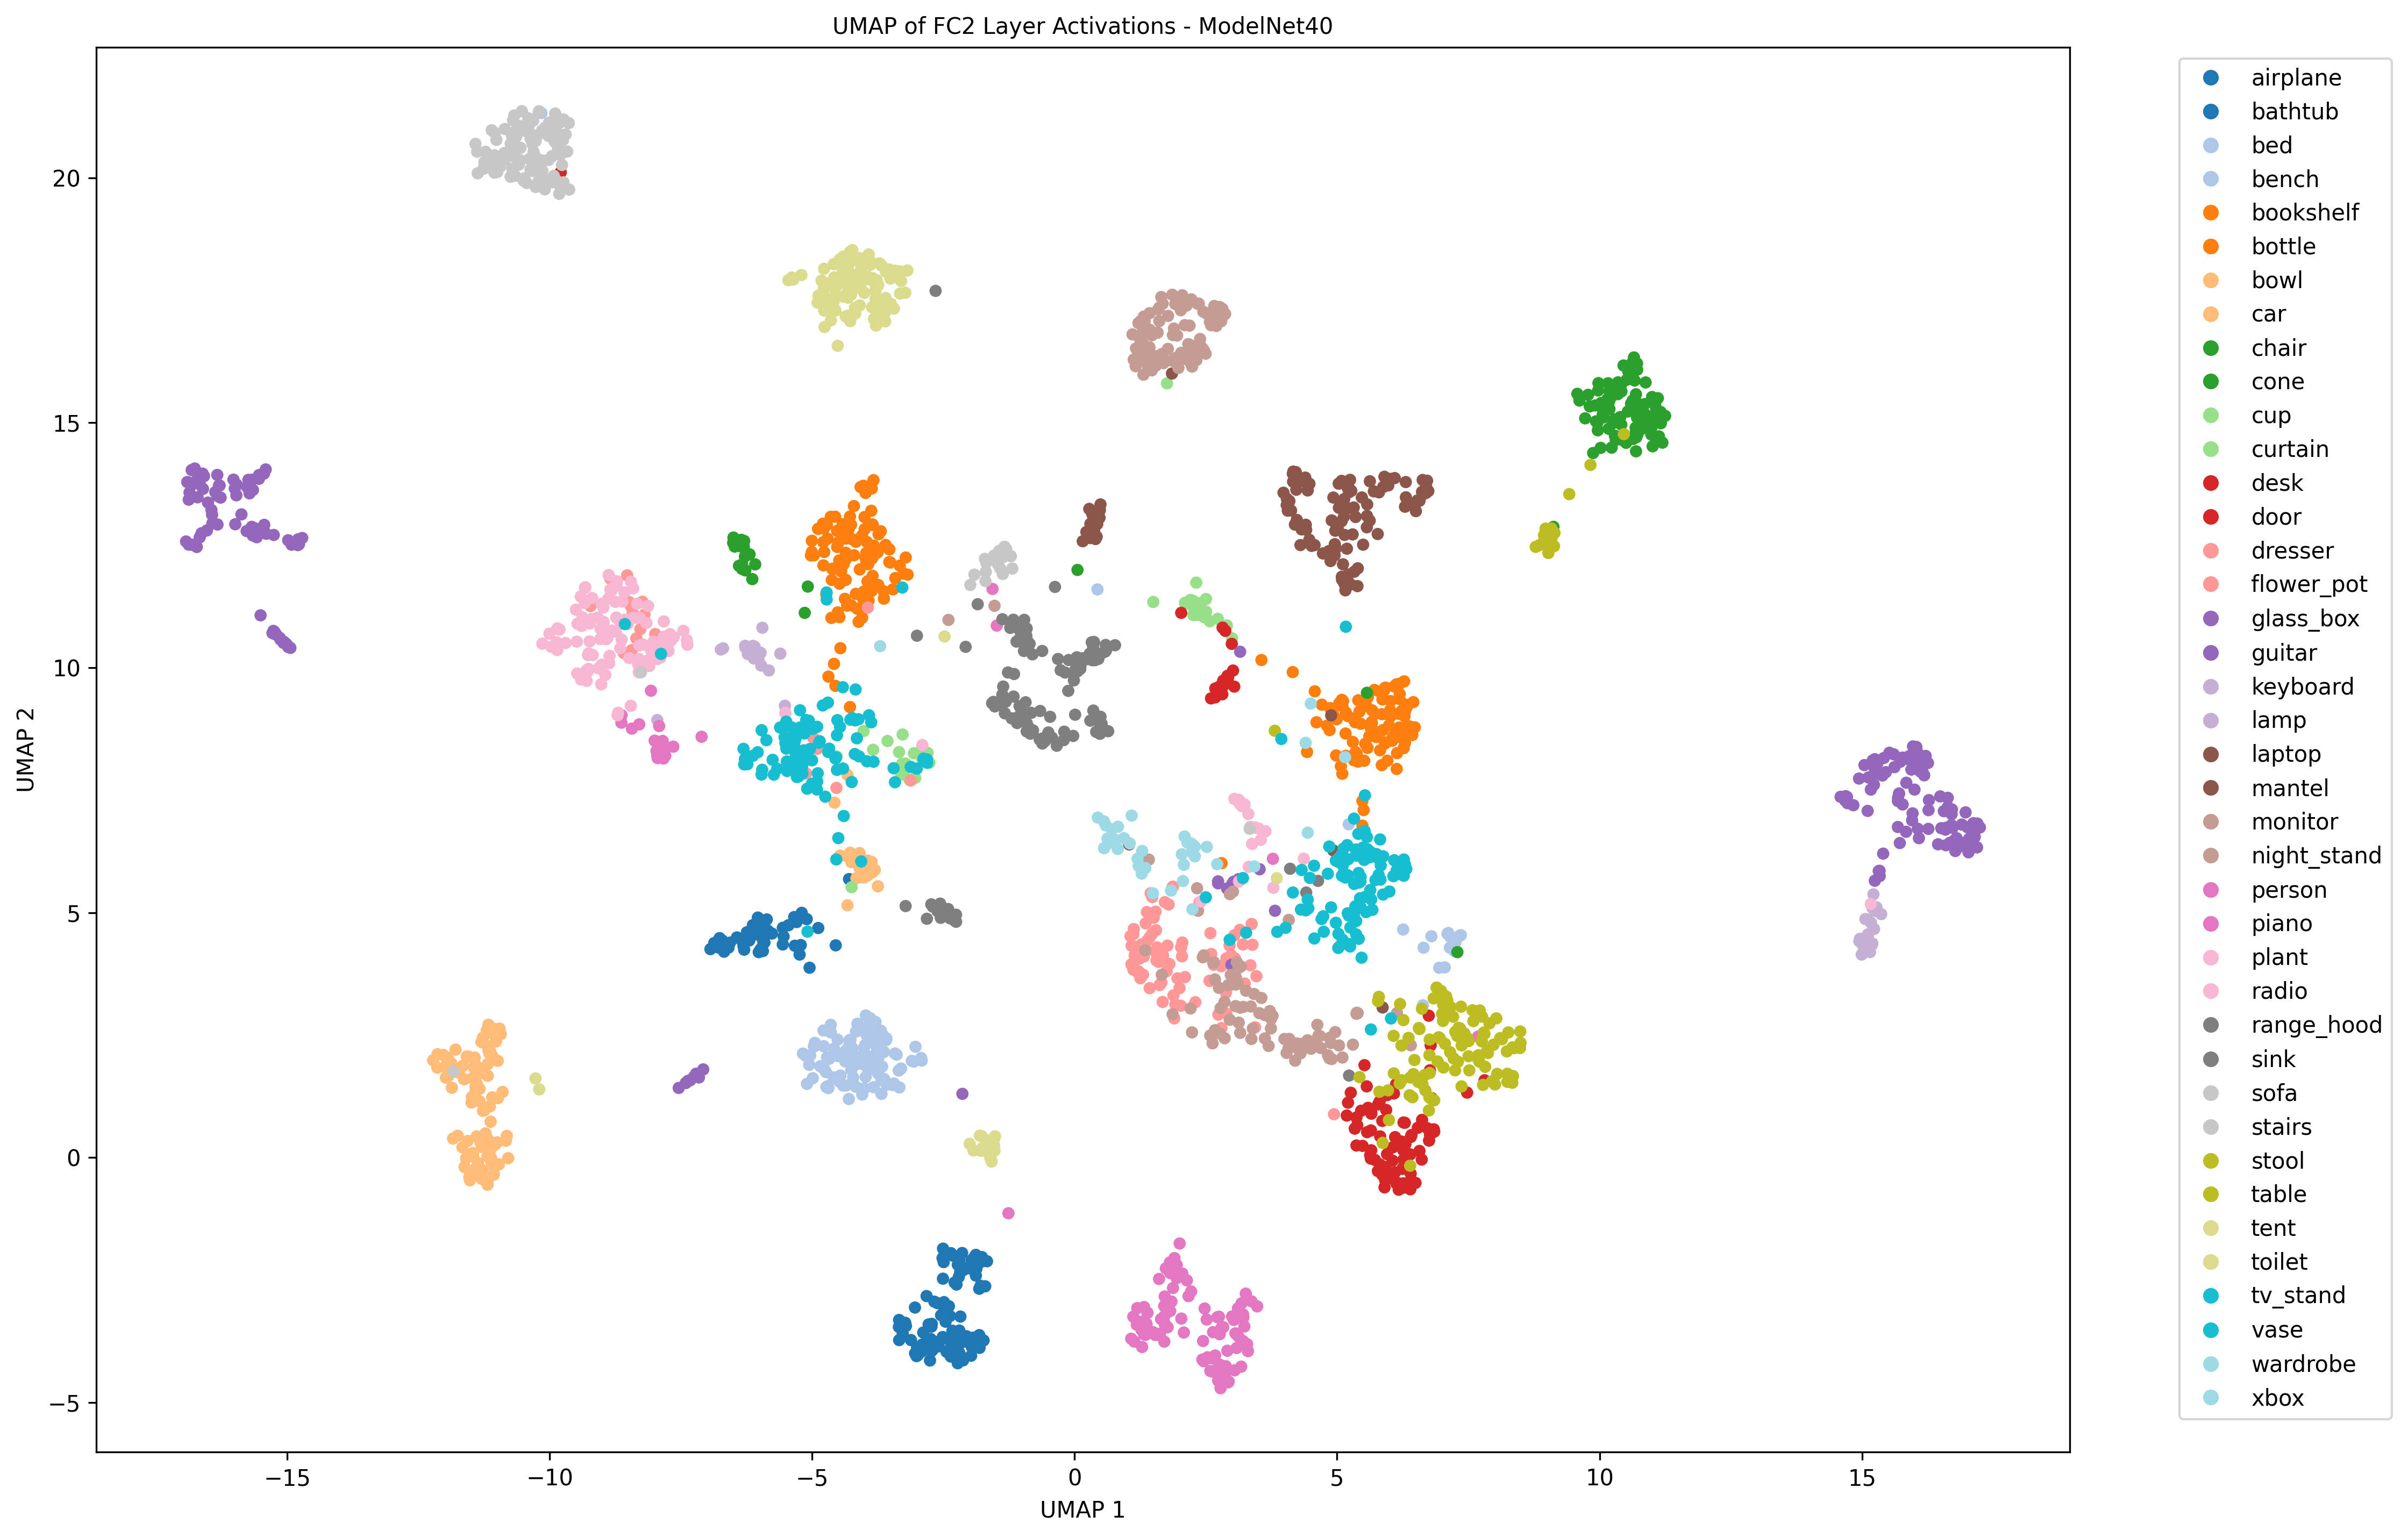 UMAP of FC2 Layer Activations - ModelNet40
UMAP 2
20
15
10
5
0
−5
−15
−10
−5
0
5
10
15
UMAP 1
airplane
bathtub
bed
bench
bookshelf
bottle
bowl
car
chair
cone
cup
curtain
desk
door
dresser
flower_pot
glass_box
guitar
keyboard
lamp
laptop
mantel
monitor
night_stand
person
piano
plant
radio
range_hood
sink
sofa
stairs
stool
table
tent
toilet
tv_stand
vase
wardrobe
xbox